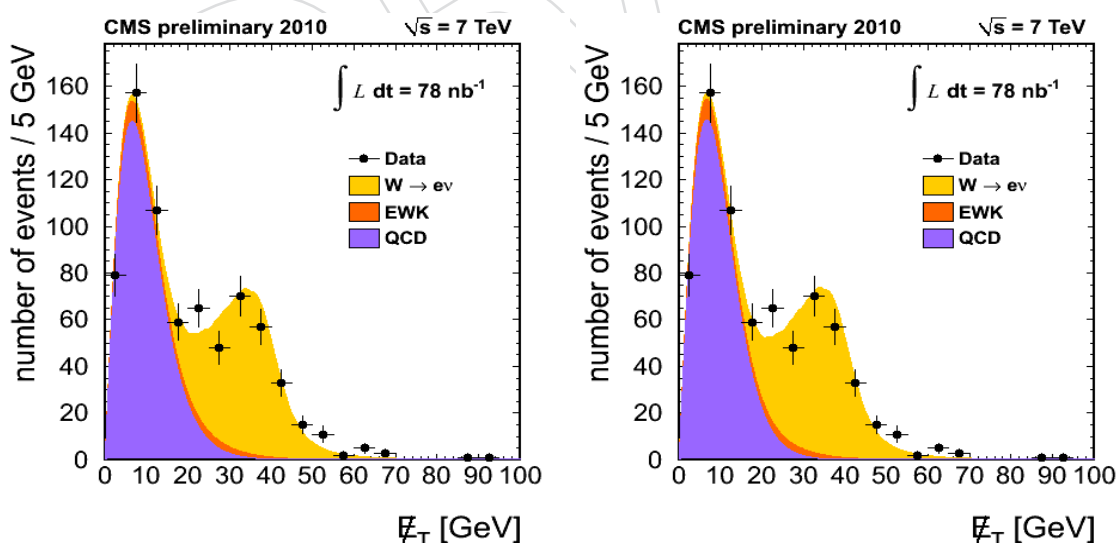 CMS preliminary 2010 √s = 7 TeV
number of events / 5 GeV
∫ L dt = 78 nb⁻¹
Data
W → eν
EWK
QCD
160
140
120
100
80
60
40
20
0
0 10 20 30 40 50 60 70 80 90 100
E̸_T [GeV]
CMS preliminary 2010 √s = 7 TeV
number of events / 5 GeV
∫ L dt = 78 nb⁻¹
Data
W → eν
EWK
QCD
160
140
120
100
80
60
40
20
0
0 10 20 30 40 50 60 70 80 90 100
E̸_T [GeV]